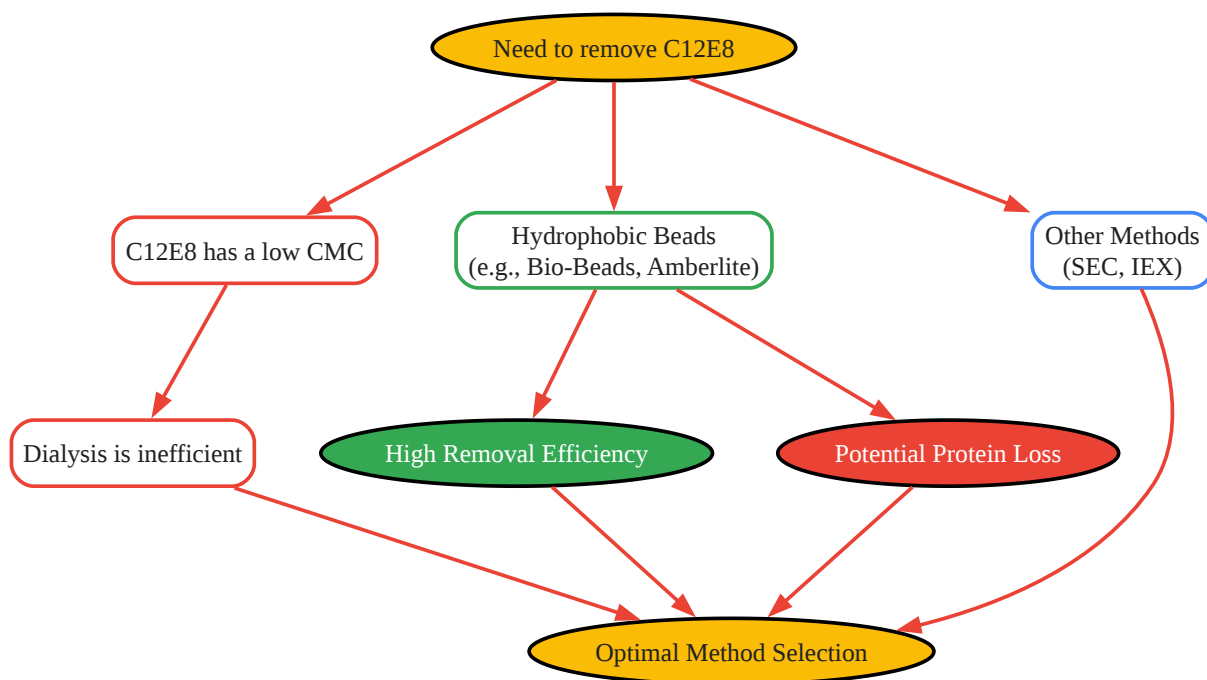 Need to remove C12E8
C12E8 has a low CMC
Hydrophobic Beads
(e.g., Bio-Beads, Amberlite)
Other Methods
(SEC, IEX)
Dialysis is inefficient
High Removal Efficiency
Potential Protein Loss
Optimal Method Selection